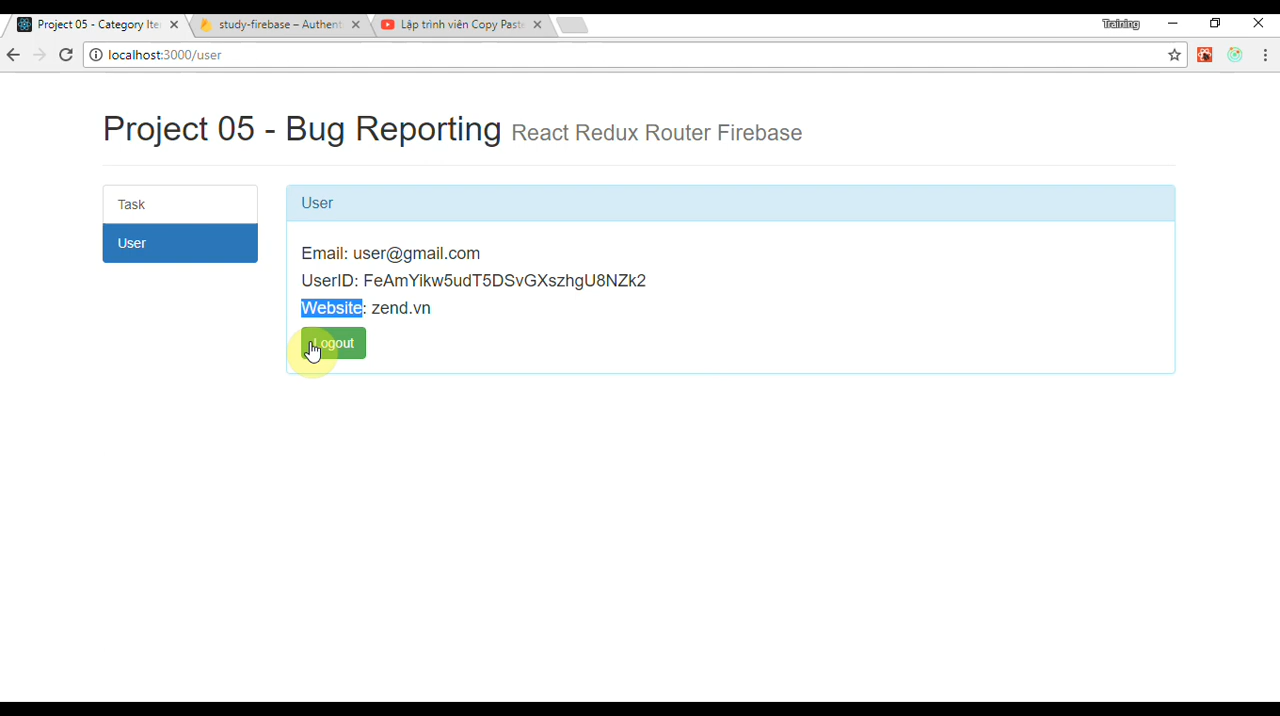 Project 05 - Category Ite
study-firebase – Authent
Lập trình viên Copy Past
Training
localhost:3000/user
Project 05 - Bug Reporting React Redux Router Firebase
Task
User
User
Email: user@gmail.com
UserID: FeAmYikw5udT5DSvGXszhgU8NZk2
Website: zend.vn
Logout